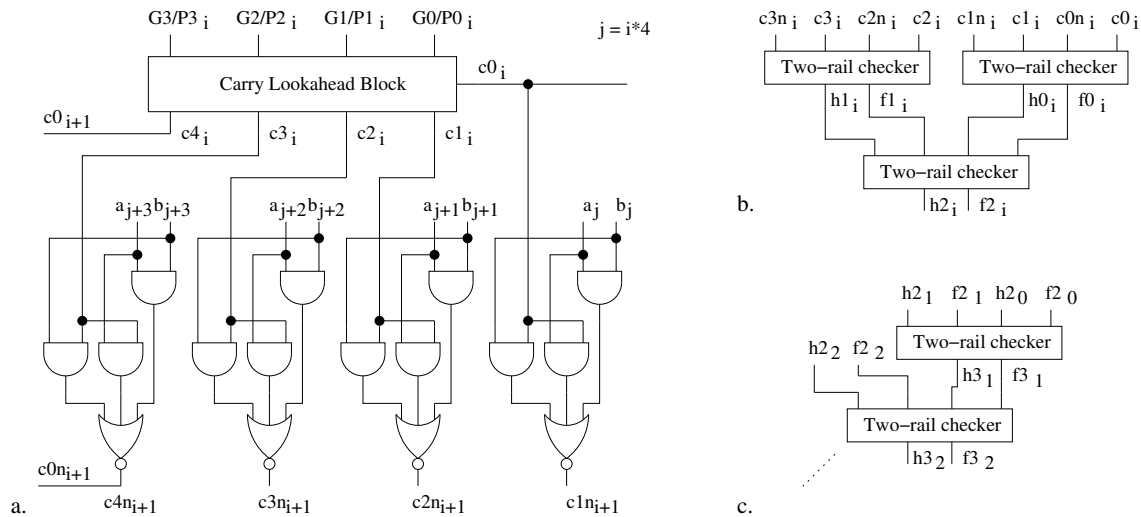 G3/P3 i G2/P2 i G1/P1 i G0/P0 i
j = i*4
Carry Lookahead Block
c0 i
c0 i+1
c4 i c3 i c2 i c1 i
a j+3 b j+3 a j+2 b j+2 a j+1 b j+1 a j b j
c0n i+1
c4n i+1 c3n i+1 c2n i+1 c1n i+1
a.
c3n i c3 i c2n i c2 i c1n i c1 i c0n i c0 i
Two-rail checker Two-rail checker
h1 i f1 i h0 i f0 i
Two-rail checker
h2 i f2 i
b.
h2 1 f2 1 h2 0 f2 0
Two-rail checker
h2 2 f2 2
h3 1 f3 1
Two-rail checker
h3 2 f3 2
c.